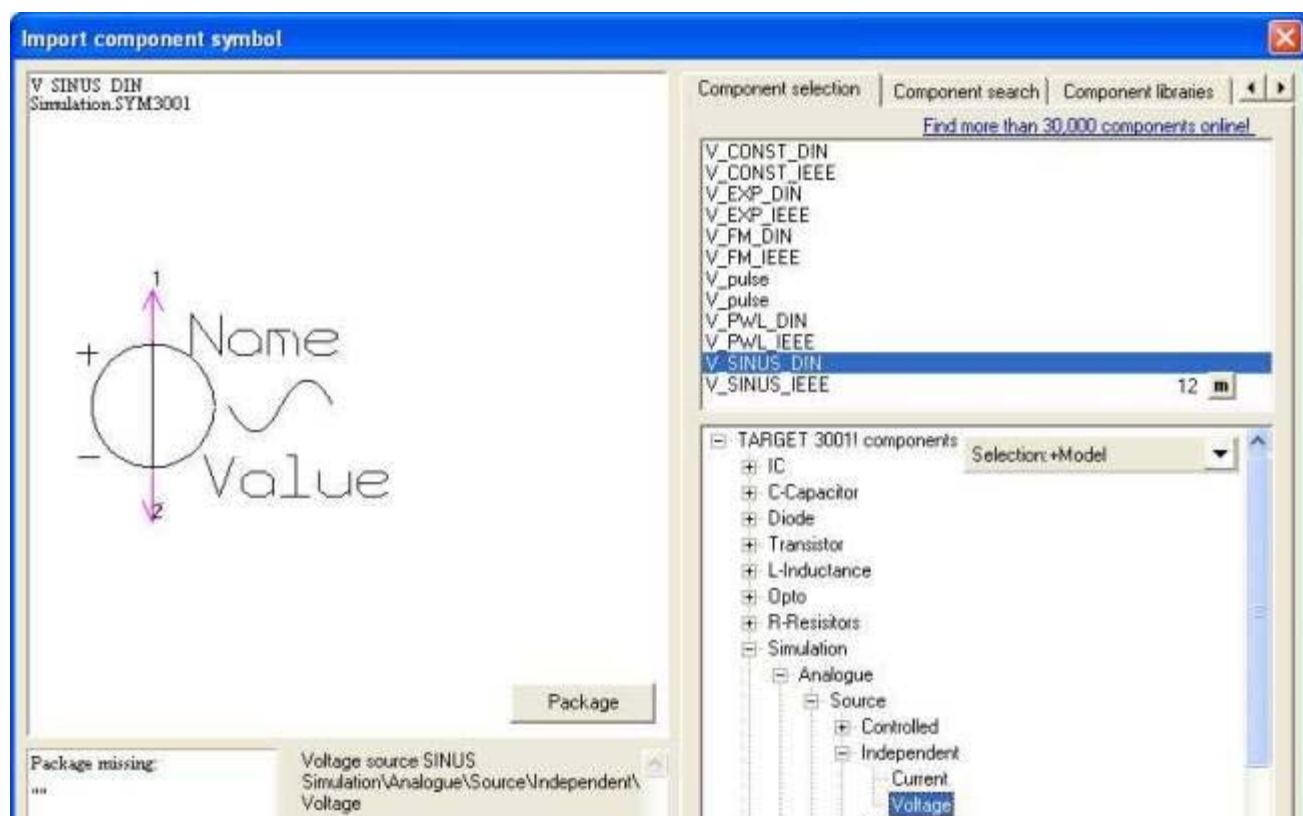 Import component symbol
V SINUS DIN
Simulation.SYM3001
1
Name
+
-
Value
2
Package
Package missing:
""
Voltage source SINUS
Simulation\Analogue\Source\Independent\
Voltage
Component selection
Component search
Component libraries
Find more than 30,000 components online!
V_CONST_DIN
V_CONST_IEEE
V_EXP_DIN
V_EXP_IEEE
V_FM_DIN
V_FM_IEEE
V_pulse
V_pulse
V_PWL_DIN
V_PWL_IEEE
V_SINUS_DIN
V_SINUS_IEEE
12 m
TARGET 3001! components
Selection:+Model
IC
C-Capacitor
Diode
Transistor
L-Inductance
Opto
R-Resisitors
Simulation
Analogue
Source
Controlled
Independent
Current
Voltage